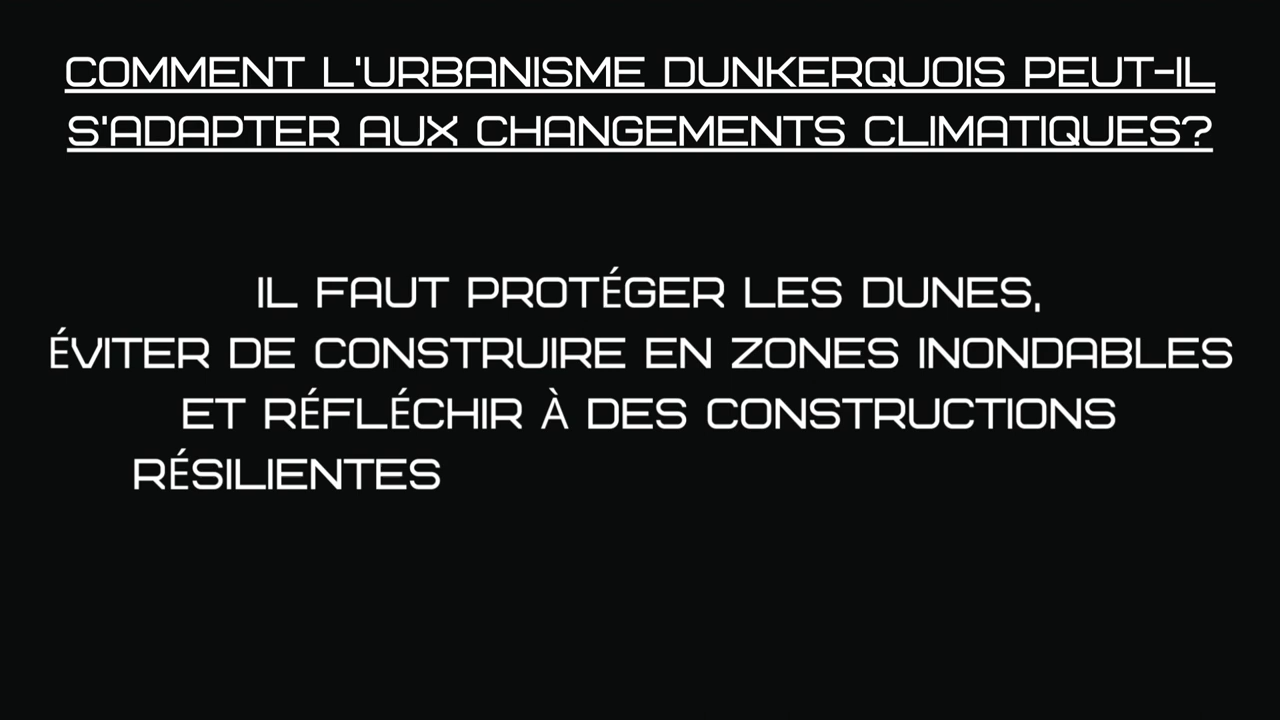 COMMENT L'URBANISME DUNKERQUOIS PEUT-IL
S'ADAPTER AUX CHANGEMENTS CLIMATIQUES?
IL FAUT PROTÉGER LES DUNES,
ÉVITER DE CONSTRUIRE EN ZONES INONDABLES
ET RÉFLÉCHIR À DES CONSTRUCTIONS
RÉSILIENTES